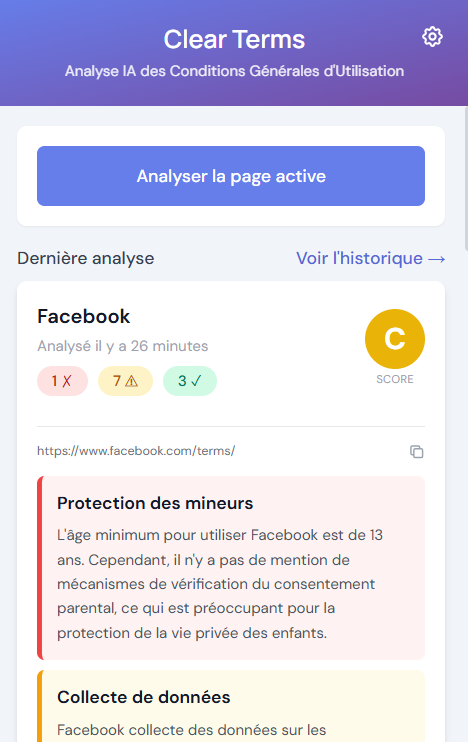 Clear Terms
Analyse IA des Conditions Générales d'Utilisation
Analyser la page active
Dernière analyse
Voir l'historique →
Facebook
Analysé il y a 26 minutes
C
SCORE
1 ✗
7 ⚠
3 ✓
https://www.facebook.com/terms/
Protection des mineurs
L'âge minimum pour utiliser Facebook est de 13
ans. Cependant, il n'y a pas de mention de
mécanismes de vérification du consentement
parental, ce qui est préoccupant pour la
protection de la vie privée des enfants.
Collecte de données
Facebook collecte des données sur les